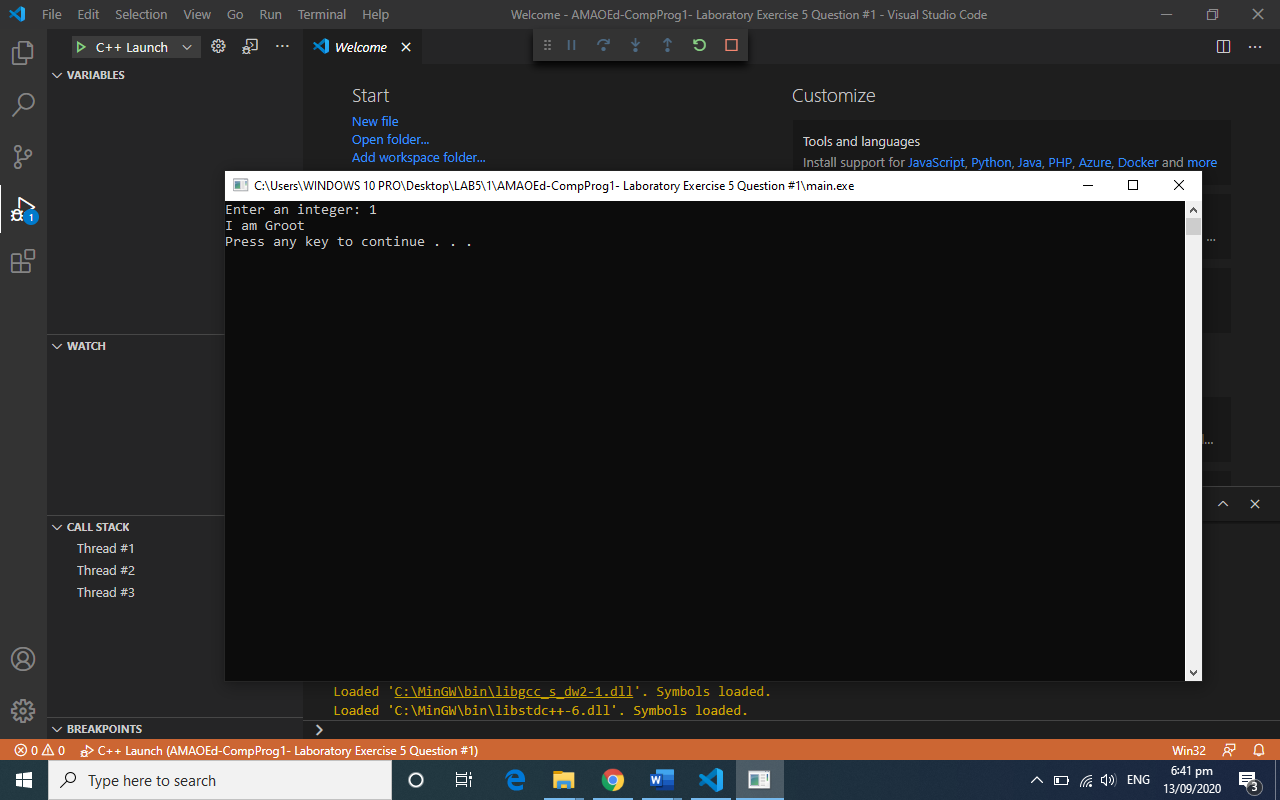 File Edit Selection View Go Run Terminal Help
Welcome - AMAOEd-CompProg1- Laboratory Exercise 5 Question #1 - Visual Studio Code
C++ Launch
Welcome
VARIABLES
Start
Customize
New file
Open folder...
Add workspace folder...
Tools and languages
Install support for JavaScript, Python, Java, PHP, Azure, Docker and more
C:\Users\WINDOWS 10 PRO\Desktop\LAB5\1\AMAOEd-CompProg1- Laboratory Exercise 5 Question #1\main.exe
Enter an integer: 1
I am Groot
Press any key to continue . . .
1
...
WATCH
...
CALL STACK
Thread #1
Thread #2
Thread #3
Loaded 'C:\MinGW\bin\libgcc_s_dw2-1.dll'. Symbols loaded.
Loaded 'C:\MinGW\bin\libstdc++-6.dll'. Symbols loaded.
BREAKPOINTS
0 0 C++ Launch (AMAOEd-CompProg1- Laboratory Exercise 5 Question #1)
Win32
Type here to search
ENG
6:41 pm
13/09/2020
3